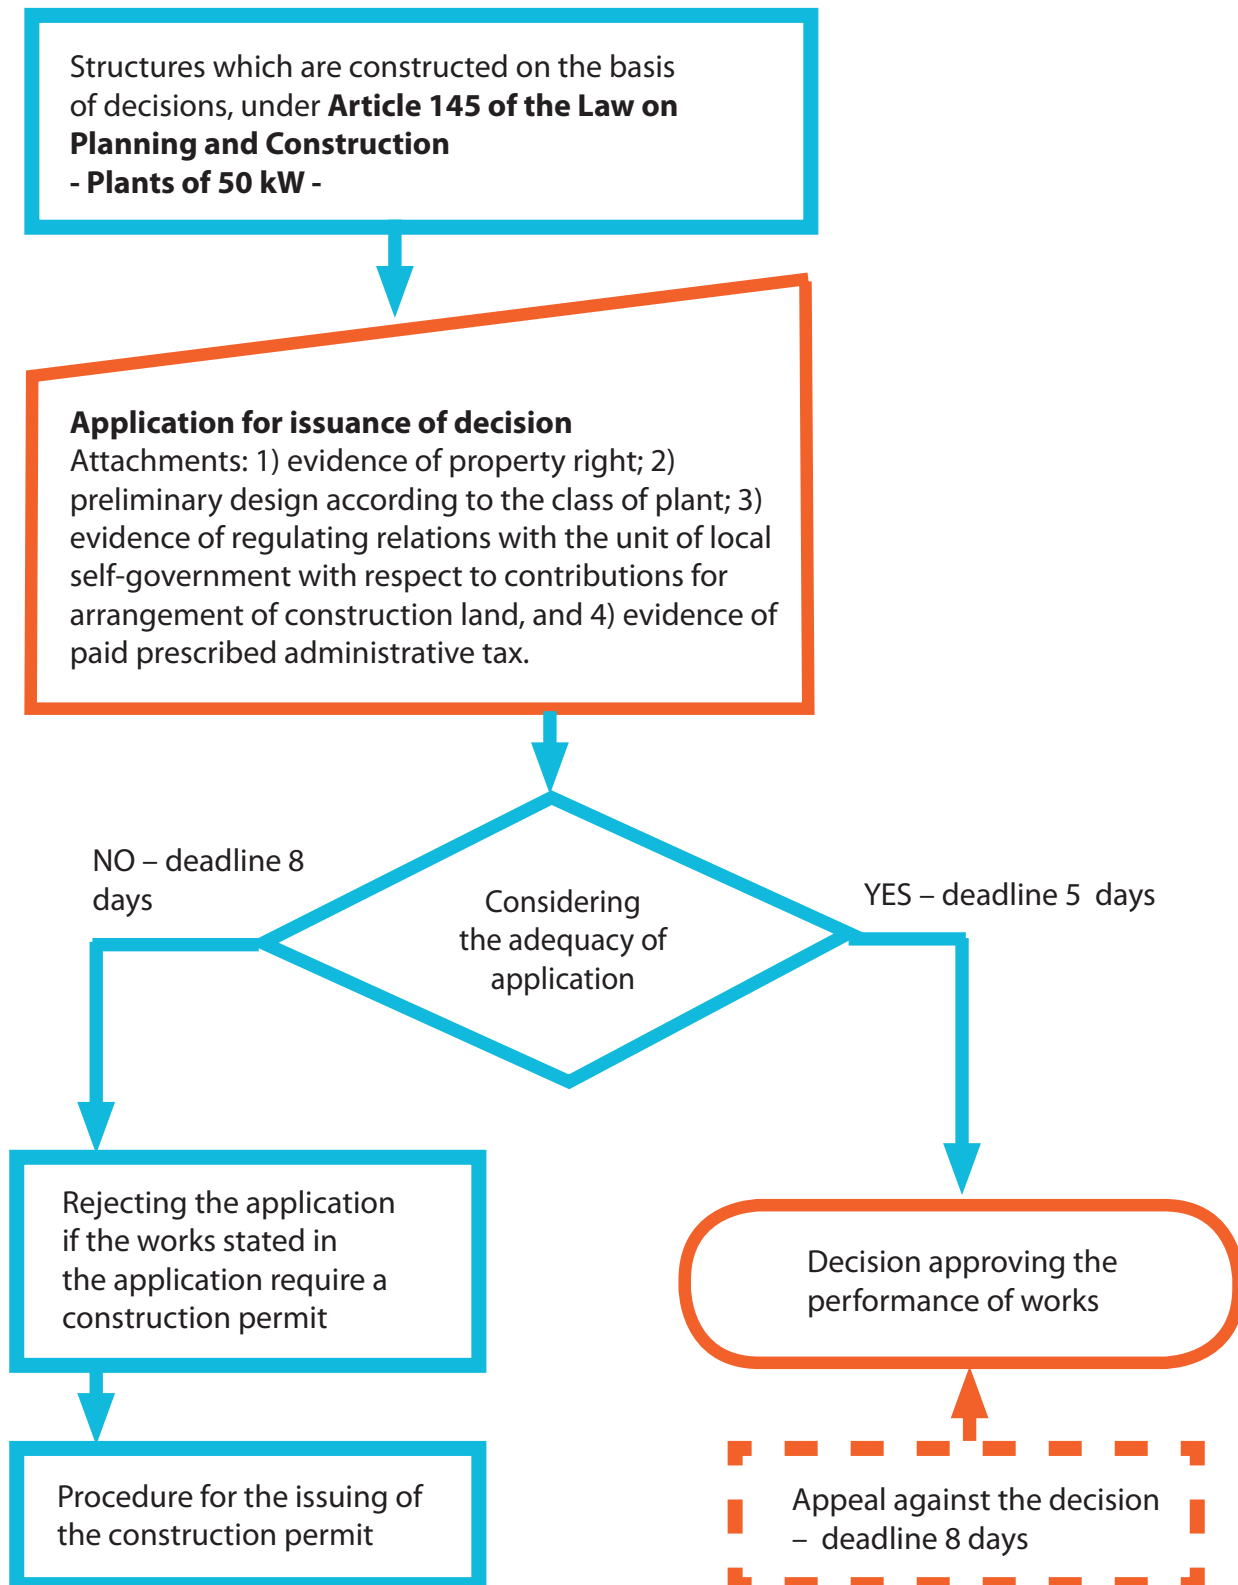 Structures which are constructed on the basis
of decisions, under Article 145 of the Law on
Planning and Construction
- Plants of 50 kW -
Application for issuance of decision
Attachments: 1) evidence of property right; 2)
preliminary design according to the class of plant; 3)
evidence of regulating relations with the unit of local
self-government with respect to contributions for
arrangement of construction land, and 4) evidence of
paid prescribed administrative tax.
NO – deadline 8
days
Considering
the adequacy of
application
YES – deadline 5  days
Rejecting the application
if the works stated in
the application require a
construction permit
Decision approving the
performance of works
Procedure for the issuing of
the construction permit
Appeal against the decision
–  deadline 8 days